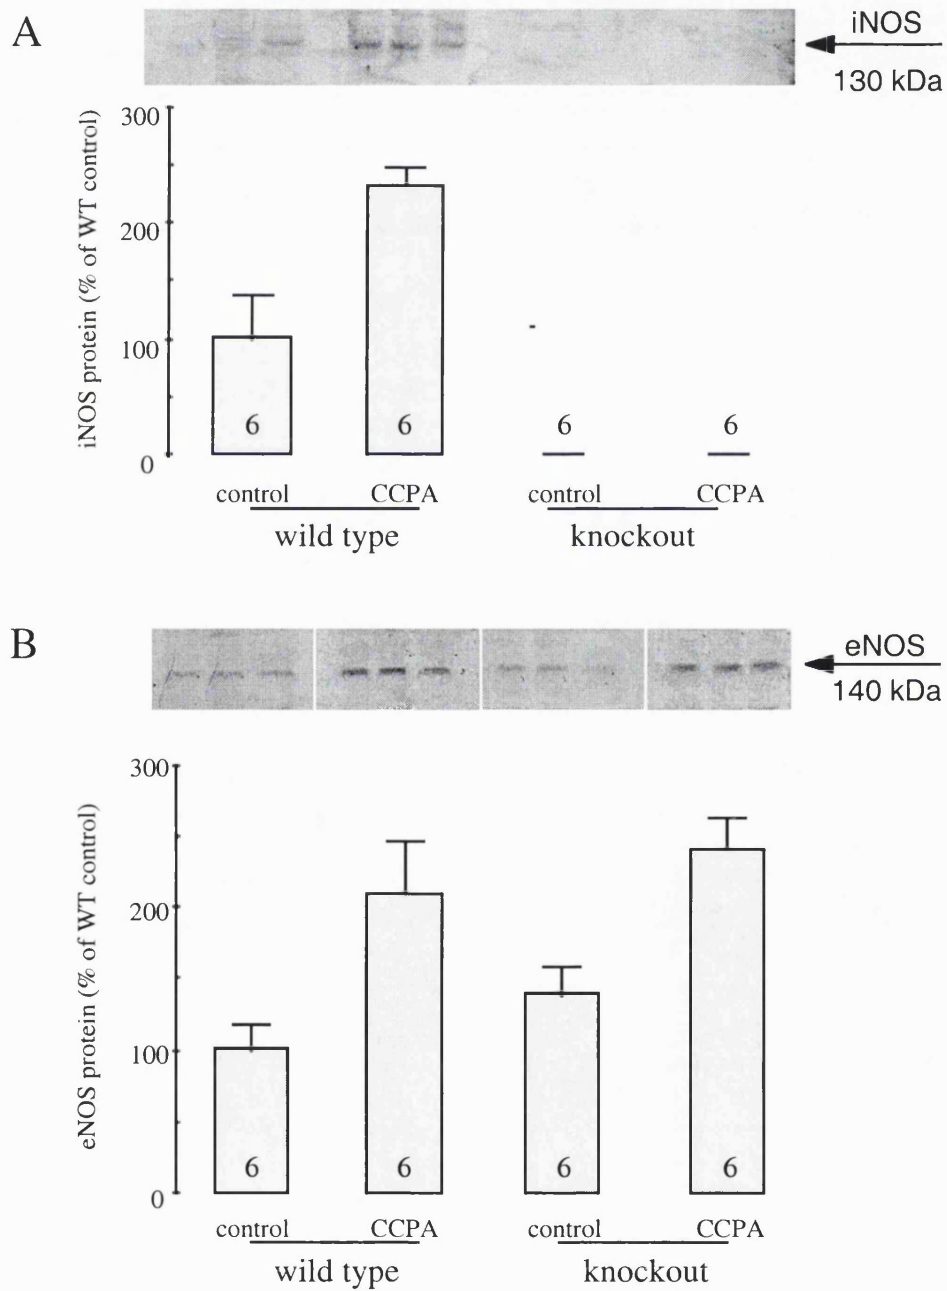 A
iNOS
130 kDa
iNOS protein (% of WT control)
300
200
100
0
6
6
6
6
control
CCPA
control
CCPA
wild type
knockout
B
eNOS
140 kDa
eNOS protein (% of WT control)
300
200
100
0
6
6
6
6
control
CCPA
control
CCPA
wild type
knockout